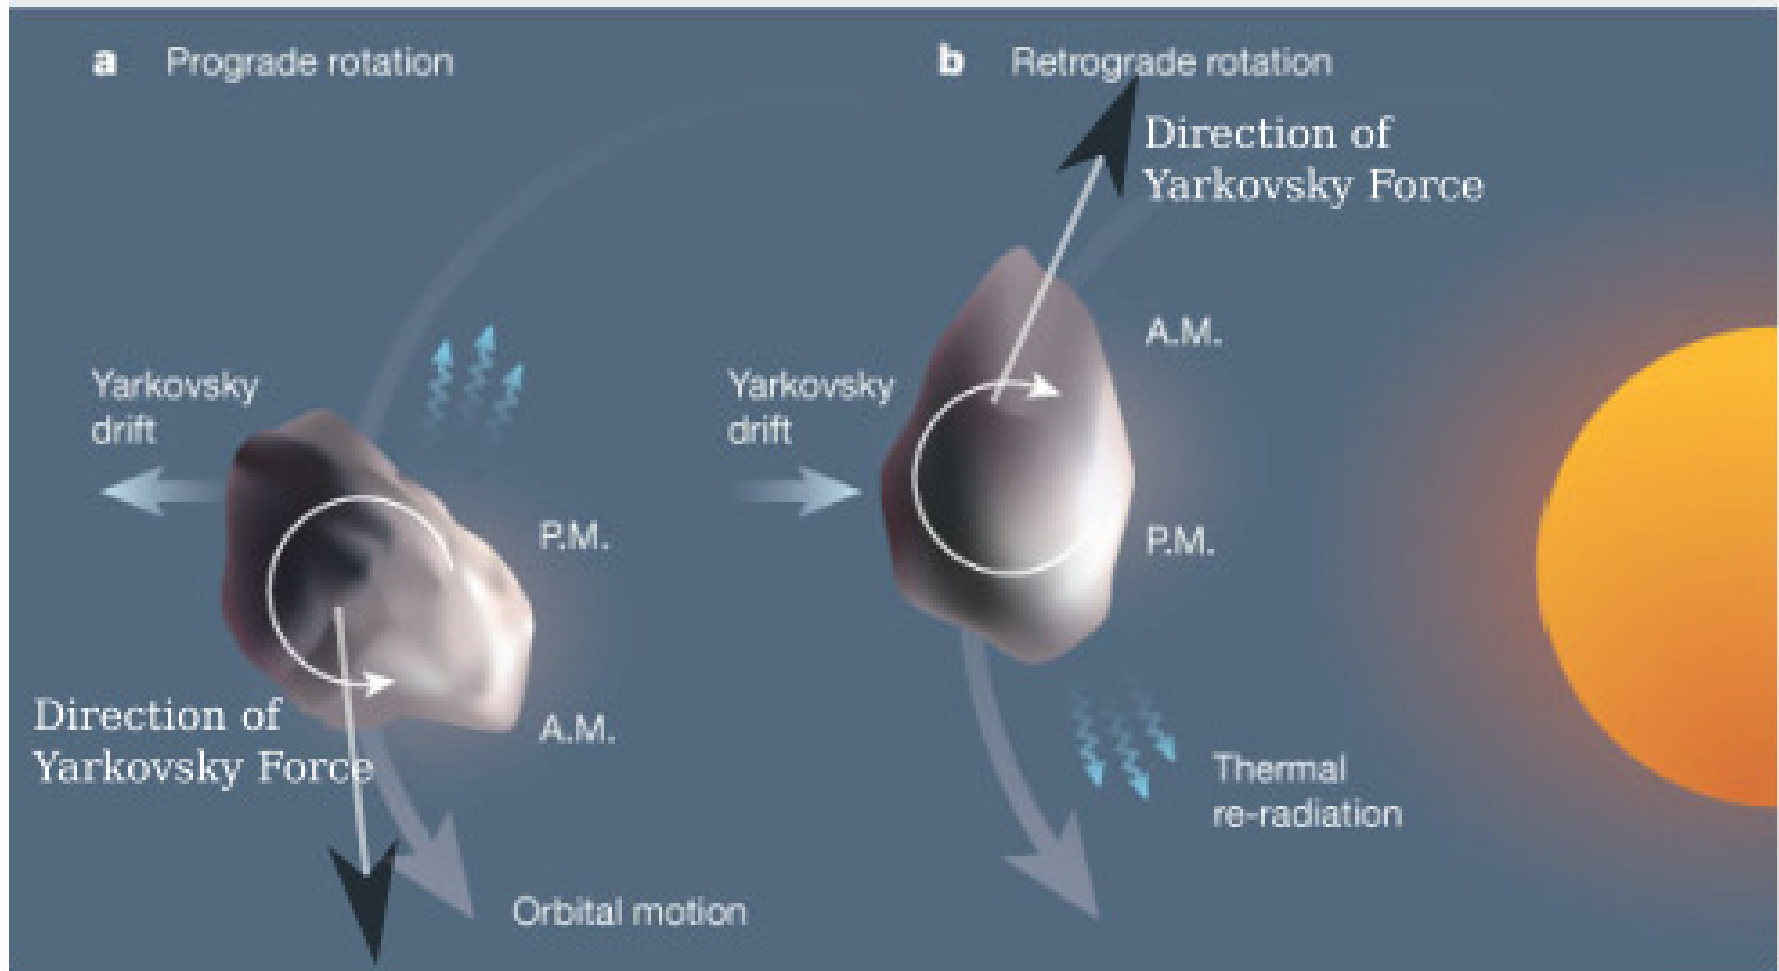 a Prograde rotation
b Retrograde rotation
Direction of
Yarkovsky Force
A.M.
Yarkovsky
drift
Yarkovsky
drift
P.M.
P.M.
Direction of
Yarkovsky Force
A.M.
Thermal
re-radiation
Orbital motion